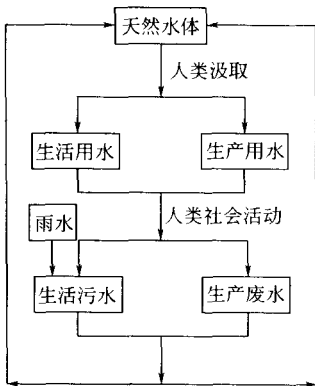 天然水体
人类汲取
生活用水
生产用水
人类社会活动
雨水
生活污水
生产废水